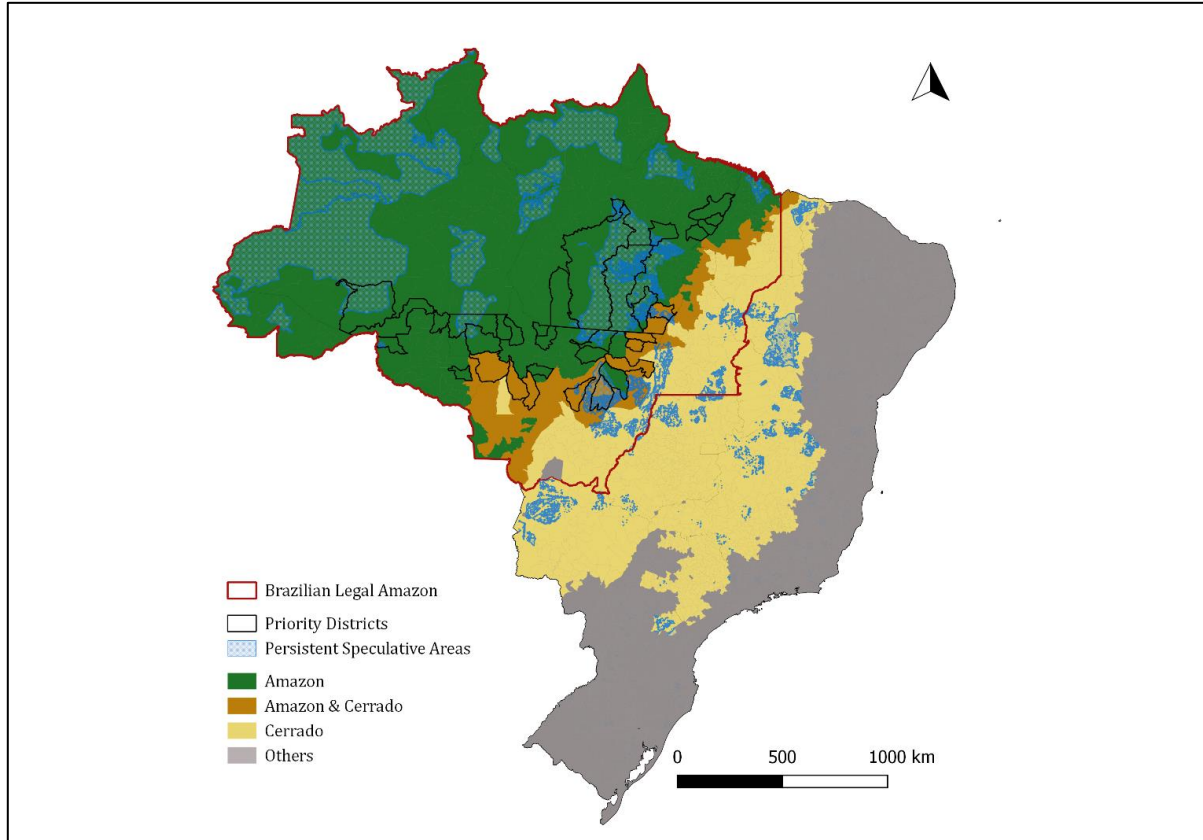 Brazilian Legal Amazon
Priority Districts
Persistent Speculative Areas
Amazon
Amazon & Cerrado
Cerrado
Others
0 500 1000 km